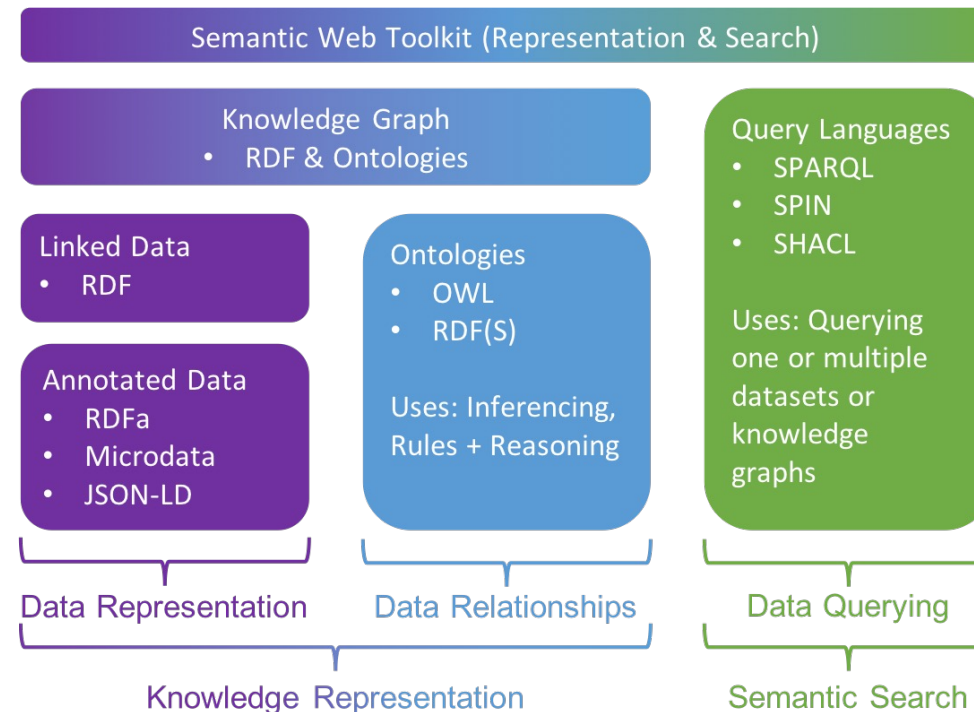 Semantic Web Toolkit (Representation & Search)
Knowledge Graph
• RDF & Ontologies
Linked Data
• RDF
Annotated Data
• RDFa
• Microdata
• JSON-LD
Ontologies
• OWL
• RDF(S)
Uses: Inferencing,
Rules + Reasoning
Query Languages
• SPARQL
• SPIN
• SHACL
Uses: Querying
one or multiple
datasets or
knowledge
graphs
Data Representation
Data Relationships
Data Querying
Knowledge Representation
Semantic Search